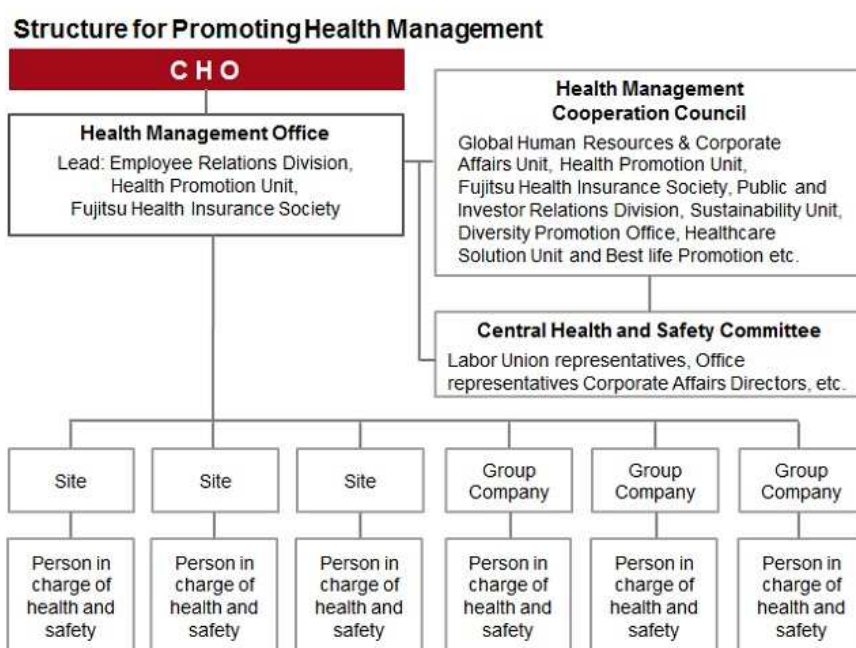 Structure for Promoting Health Management
CHO
Health Management Office
Lead: Employee Relations Division,
Health Promotion Unit,
Fujitsu Health Insurance Society
Health Management
Cooperation Council
Global Human Resources & Corporate
Affairs Unit, Health Promotion Unit,
Fujitsu Health Insurance Society, Public and
Investor Relations Division, Sustainability Unit,
Diversity Promotion Office, Healthcare
Solution Unit and Best life Promotion etc.
Central Health and Safety Committee
Labor Union representatives, Office
representatives Corporate Affairs Directors, etc.
Site
Site
Site
Group
Company
Group
Company
Group
Company
Person in
charge of
health and
safety
Person in
charge of
health and
safety
Person in
charge of
health and
safety
Person in
charge of
health and
safety
Person in
charge of
health and
safety
Person in
charge of
health and
safety